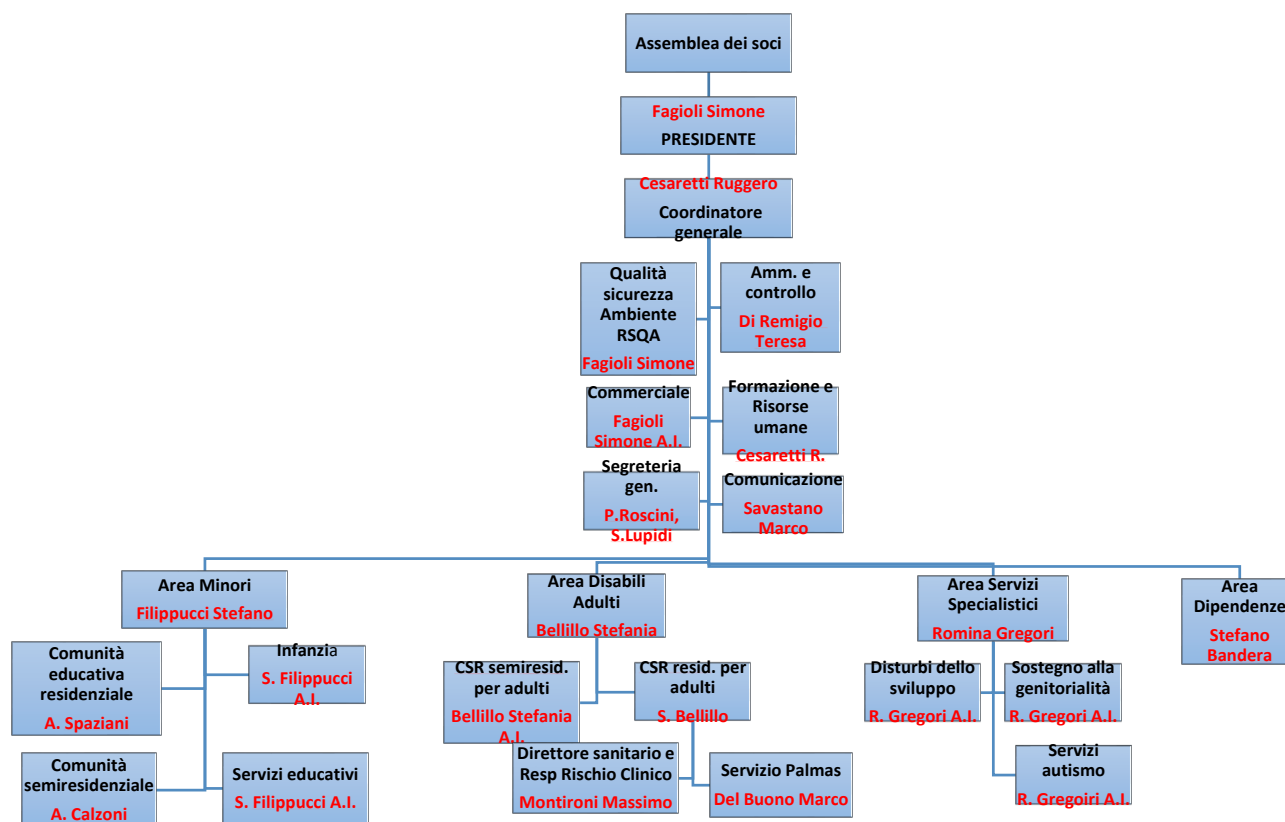 Assemblea dei soci
Fagioli Simone
PRESIDENTE
Cesaretti Ruggero
Coordinatore
generale
Qualità
sicurezza
Ambiente
RSQA
Fagioli Simone
Amm. e
controllo
Di Remigio
Teresa
Commerciale
Fagioli
Simone A.I.
Formazione e
Risorse
umane
Cesaretti R.
Segreteria
gen.
P.Roscini,
S.Lupidi
Comunicazione
Savastano
Marco
Area Minori
Filippucci Stefano
Comunità
educativa
residenziale
A. Spaziani
Infanzia
S. Filippucci
A.I.
Comunità
semiresidenziale
A. Calzoni
Servizi educativi
S. Filippucci A.I.
Area Disabili
Adulti
Bellillo Stefania
CSR semiresid.
per adulti
Bellillo Stefania
A.I.
CSR resid. per
adulti
S. Bellillo
Direttore sanitario e
Resp Rischio Clinico
Montironi Massimo
Servizio Palmas
Del Buono Marco
Area Servizi
Specialistici
Romina Gregori
Disturbi dello
sviluppo
R. Gregori A.I.
Sostegno alla
genitorialità
R. Gregori A.I.
Servizi
autismo
R. Gregoiri A.I.
Area
Dipendenze
Stefano
Bandera